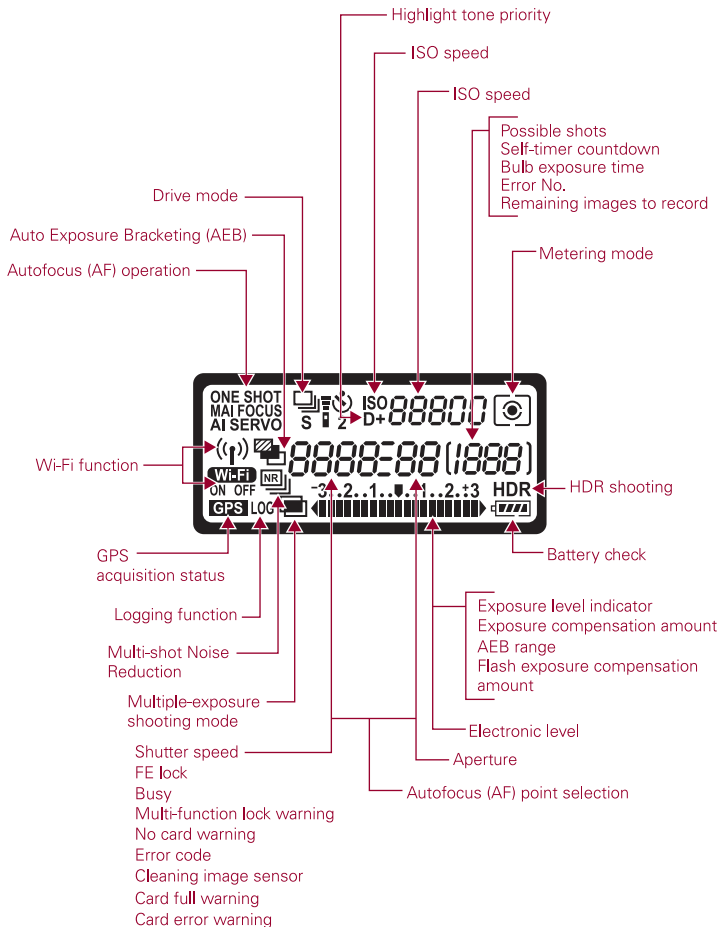 Highlight tone priority
ISO speed
ISO speed
Possible shots
Self-timer countdown
Bulb exposure time
Error No.
Remaining images to record
Drive mode
Auto Exposure Bracketing (AEB)
Metering mode
Autofocus (AF) operation
ONE SHOT
MAI FOCUS
AI SERVO
S
2
ISO
D+
88800
8888-88
(1888)
Wi-Fi function
Wi-Fi
ON OFF
NR
-3..2..1..
..1..2..+3
HDR
HDR shooting
GPS
LOG
GPS
acquisition status
Battery check
Logging function
Exposure level indicator
Exposure compensation amount
AEB range
Flash exposure compensation
amount
Multi-shot Noise
Reduction
Multiple-exposure
shooting mode
Electronic level
Shutter speed
Aperture
FE lock
Busy
Autofocus (AF) point selection
Multi-function lock warning
No card warning
Error code
Cleaning image sensor
Card full warning
Card error warning